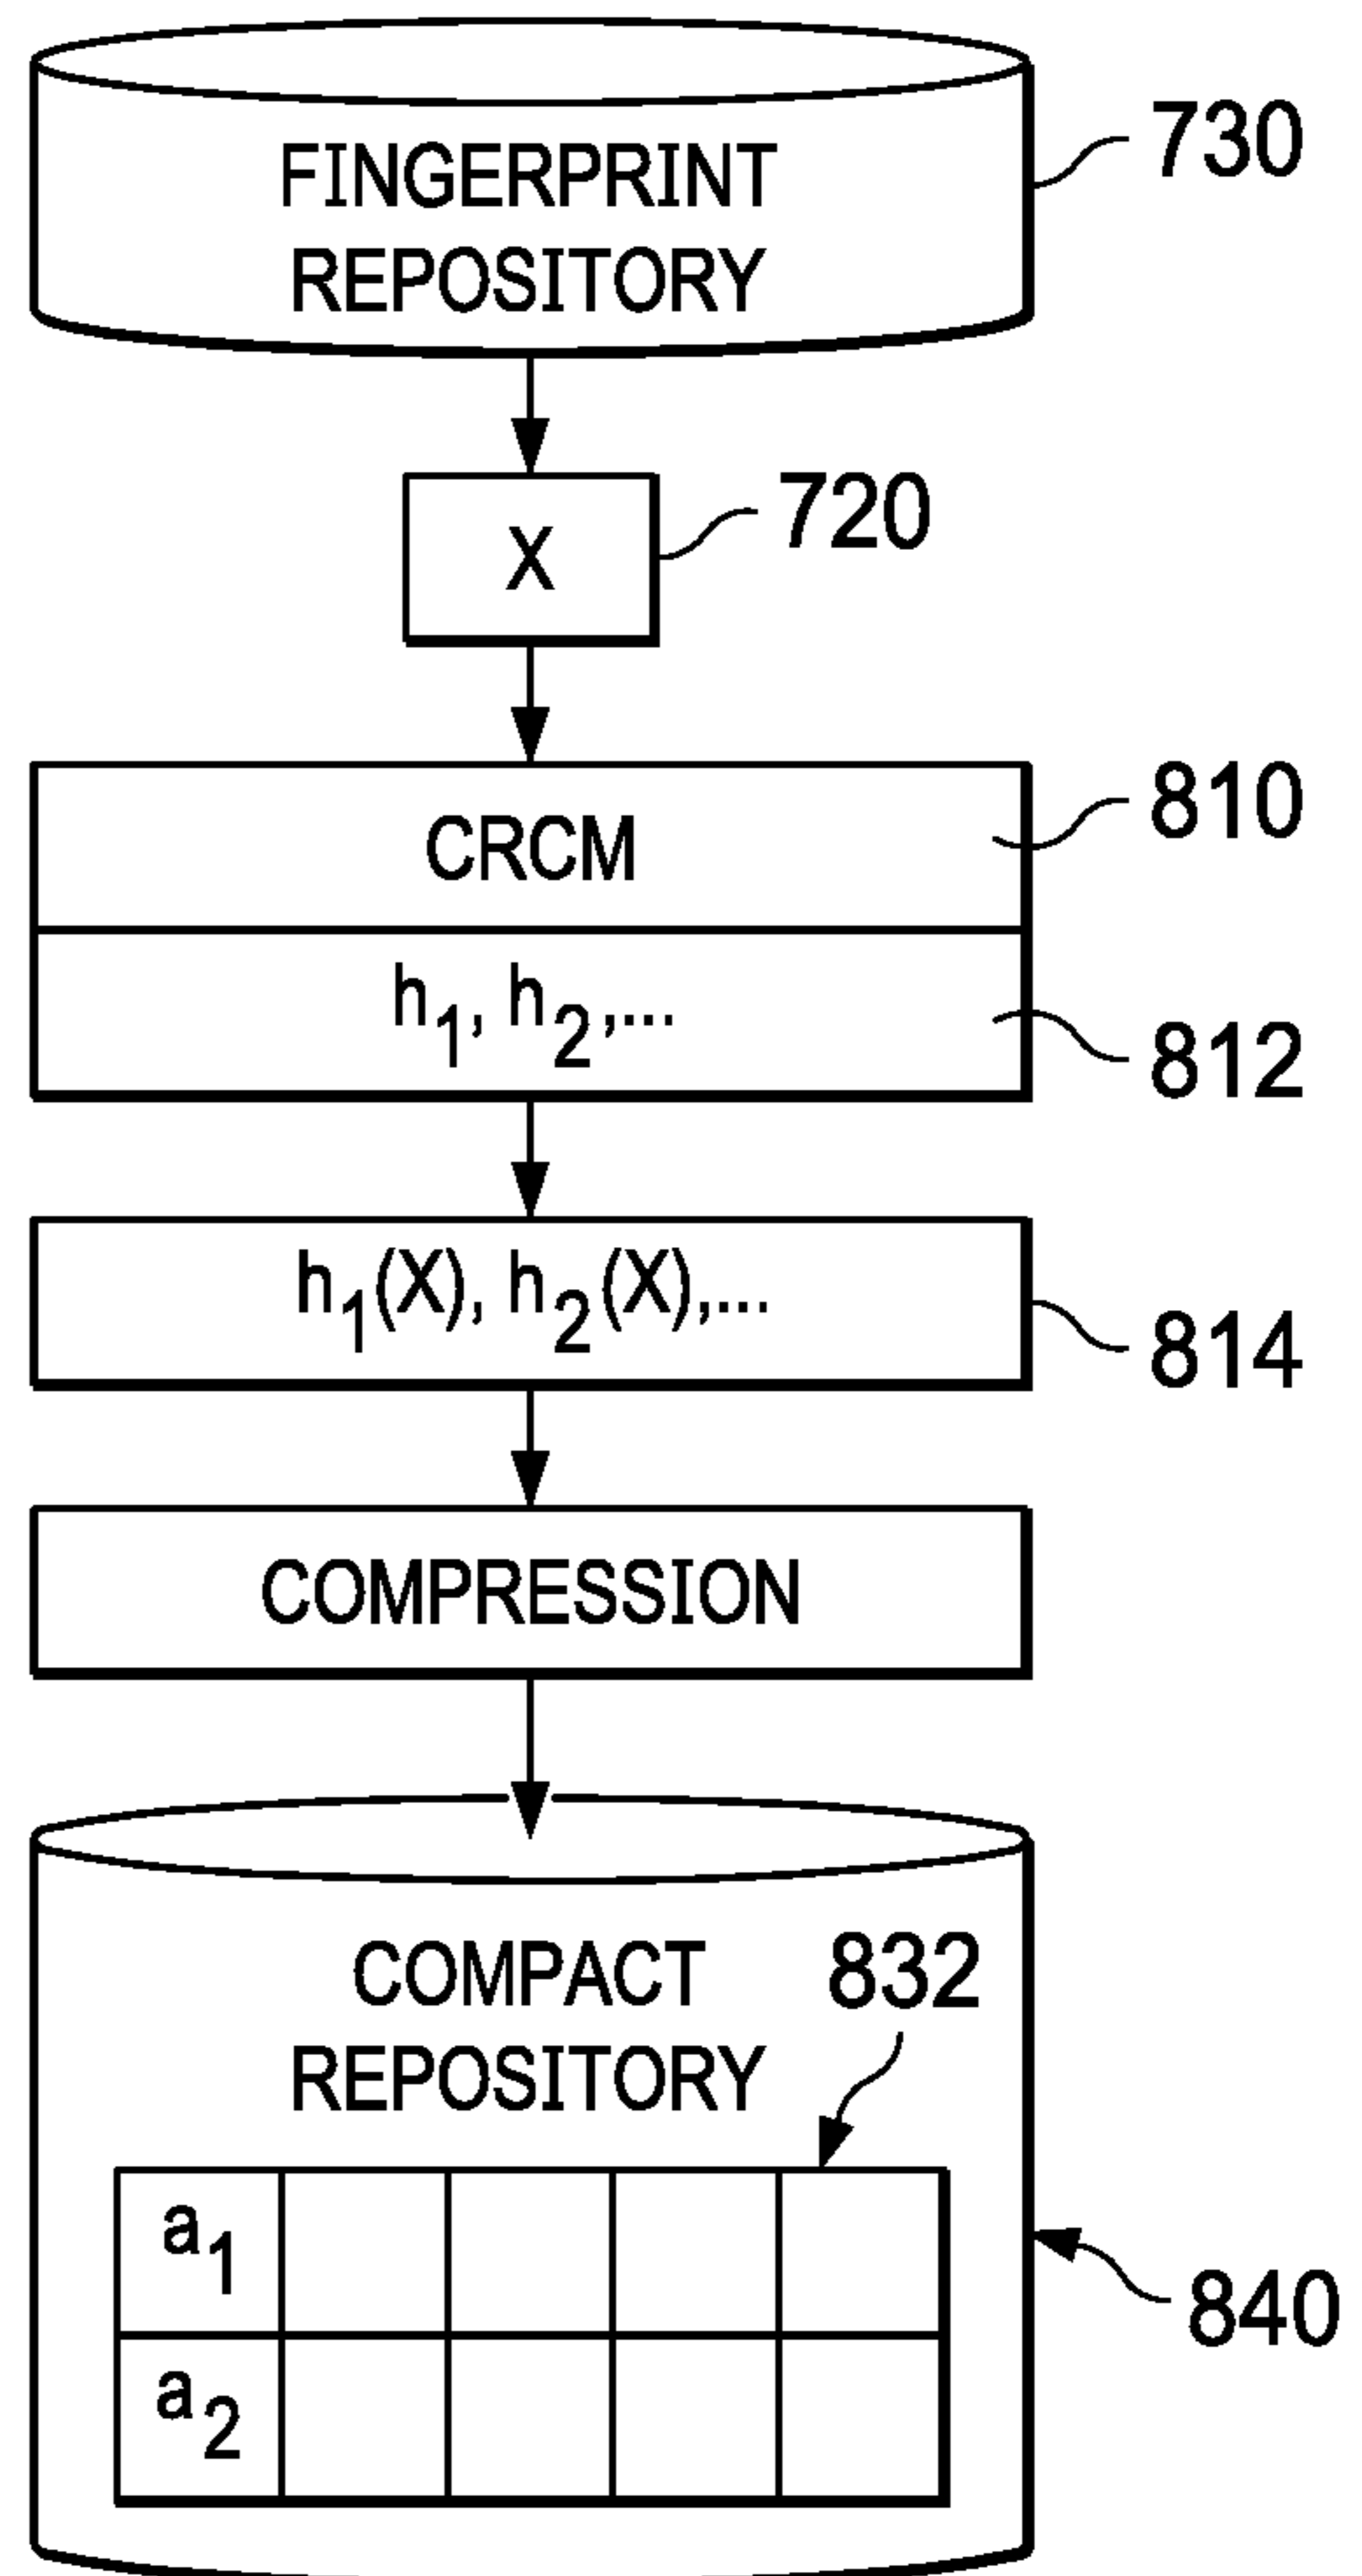 FINGERPRINT
REPOSITORY
730
X
720
CRCM
810
h1, h2,...
812
h1(X), h2(X),...
814
COMPRESSION
COMPACT
REPOSITORY
832
a1
a2
840